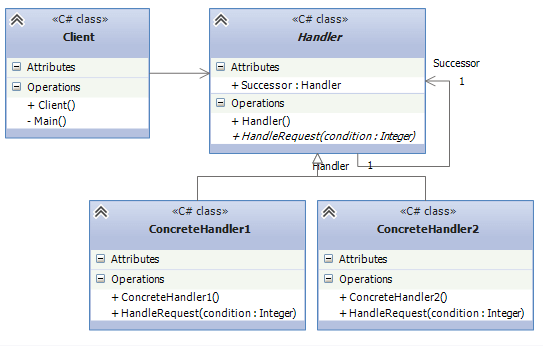 «C# class»
Client
Attributes
Operations
+ Client()
- Main()
«C# class»
Handler
Attributes
+ Successor : Handler
Operations
+ Handler()
+ HandleRequest(condition : Integer)
Successor
1
Handler
1
«C# class»
ConcreteHandler1
Attributes
Operations
+ ConcreteHandler1()
+ HandleRequest(condition : Integer)
«C# class»
ConcreteHandler2
Attributes
Operations
+ ConcreteHandler2()
+ HandleRequest(condition : Integer)